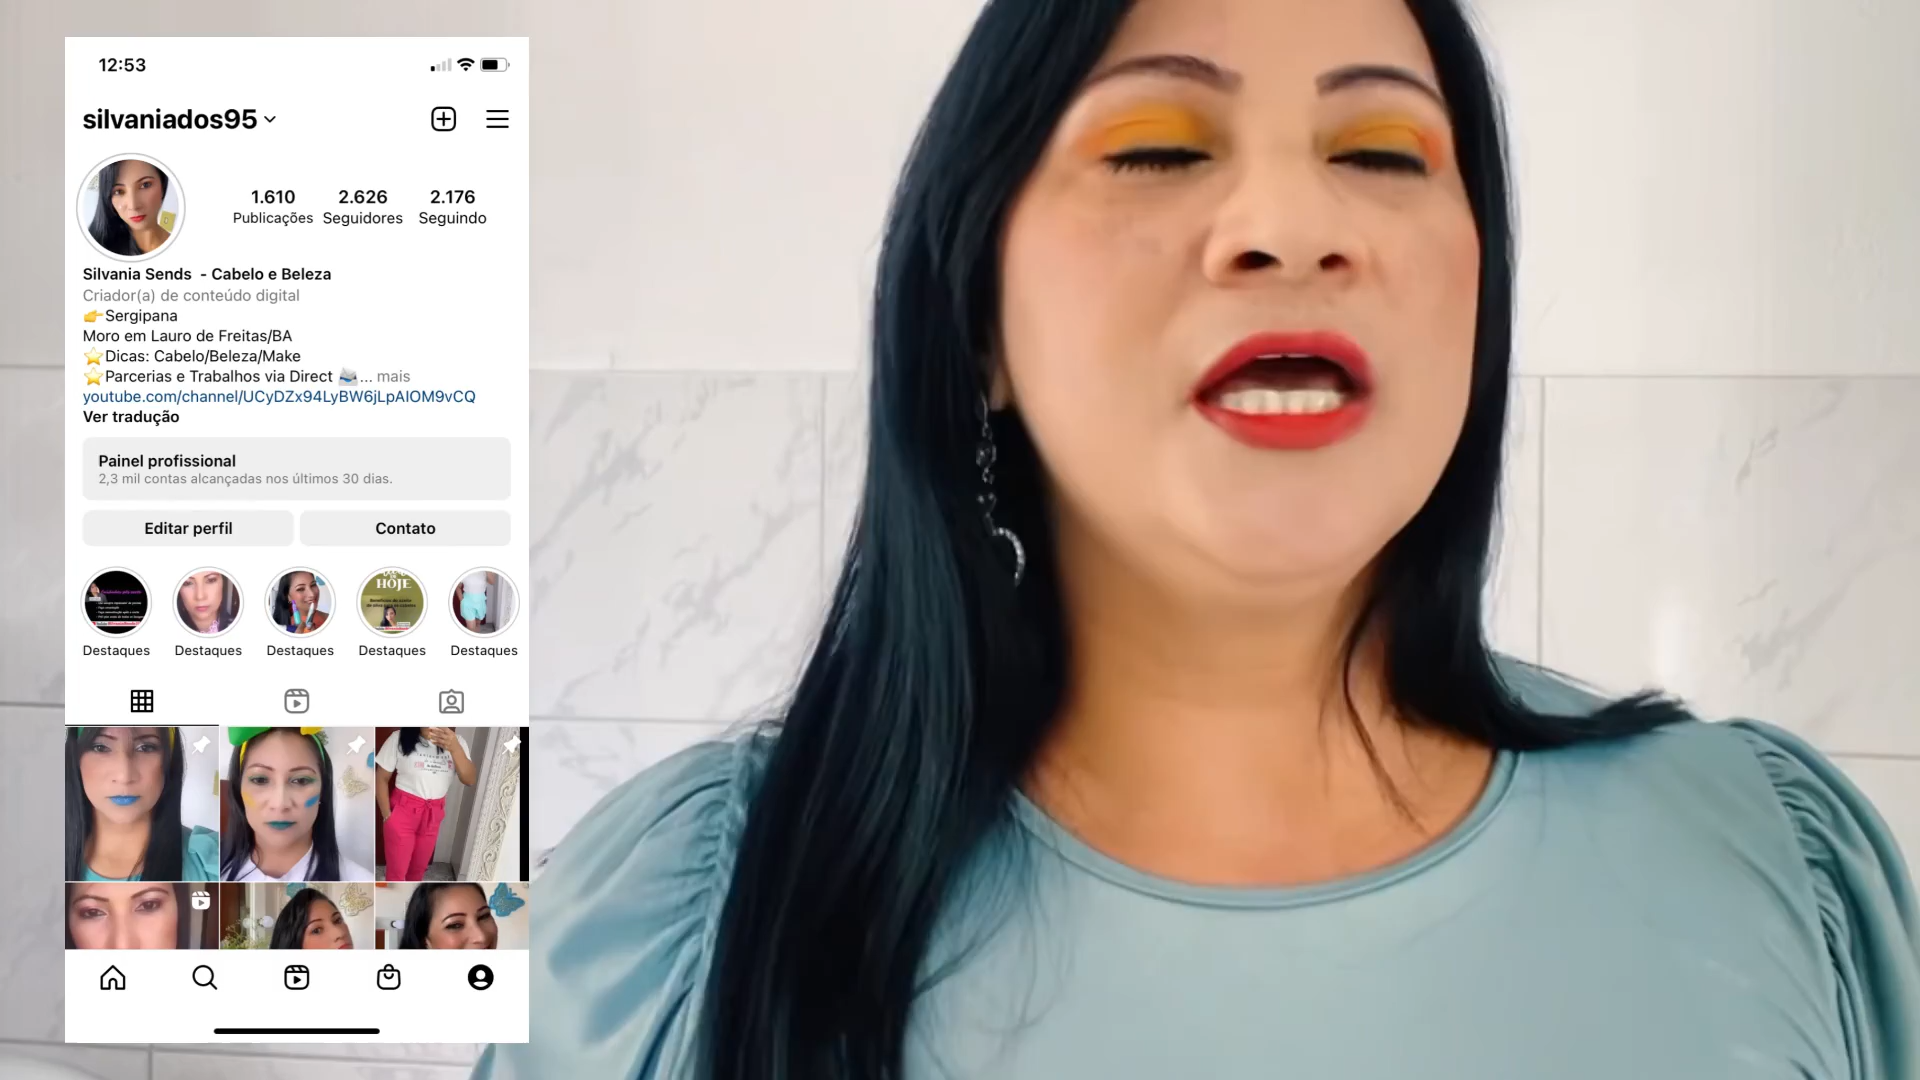 12:53
silvaniados95
1.610 2.626 2.176
Publicações Seguidores Seguindo
Silvania Sends - Cabelo e Beleza
Criador(a) de conteúdo digital
👉Sergipana
Moro em Lauro de Freitas/BA
⭐Dicas: Cabelo/Beleza/Make
⭐Parcerias e Trabalhos via Direct 📩... mais
youtube.com/channel/UCyDZx94LyBW6jLpAIOM9vCQ
Ver tradução
Painel profissional
2,3 mil contas alcançadas nos últimos 30 dias.
Editar perfil Contato
HOJE
Destaques Destaques Destaques Destaques Destaques